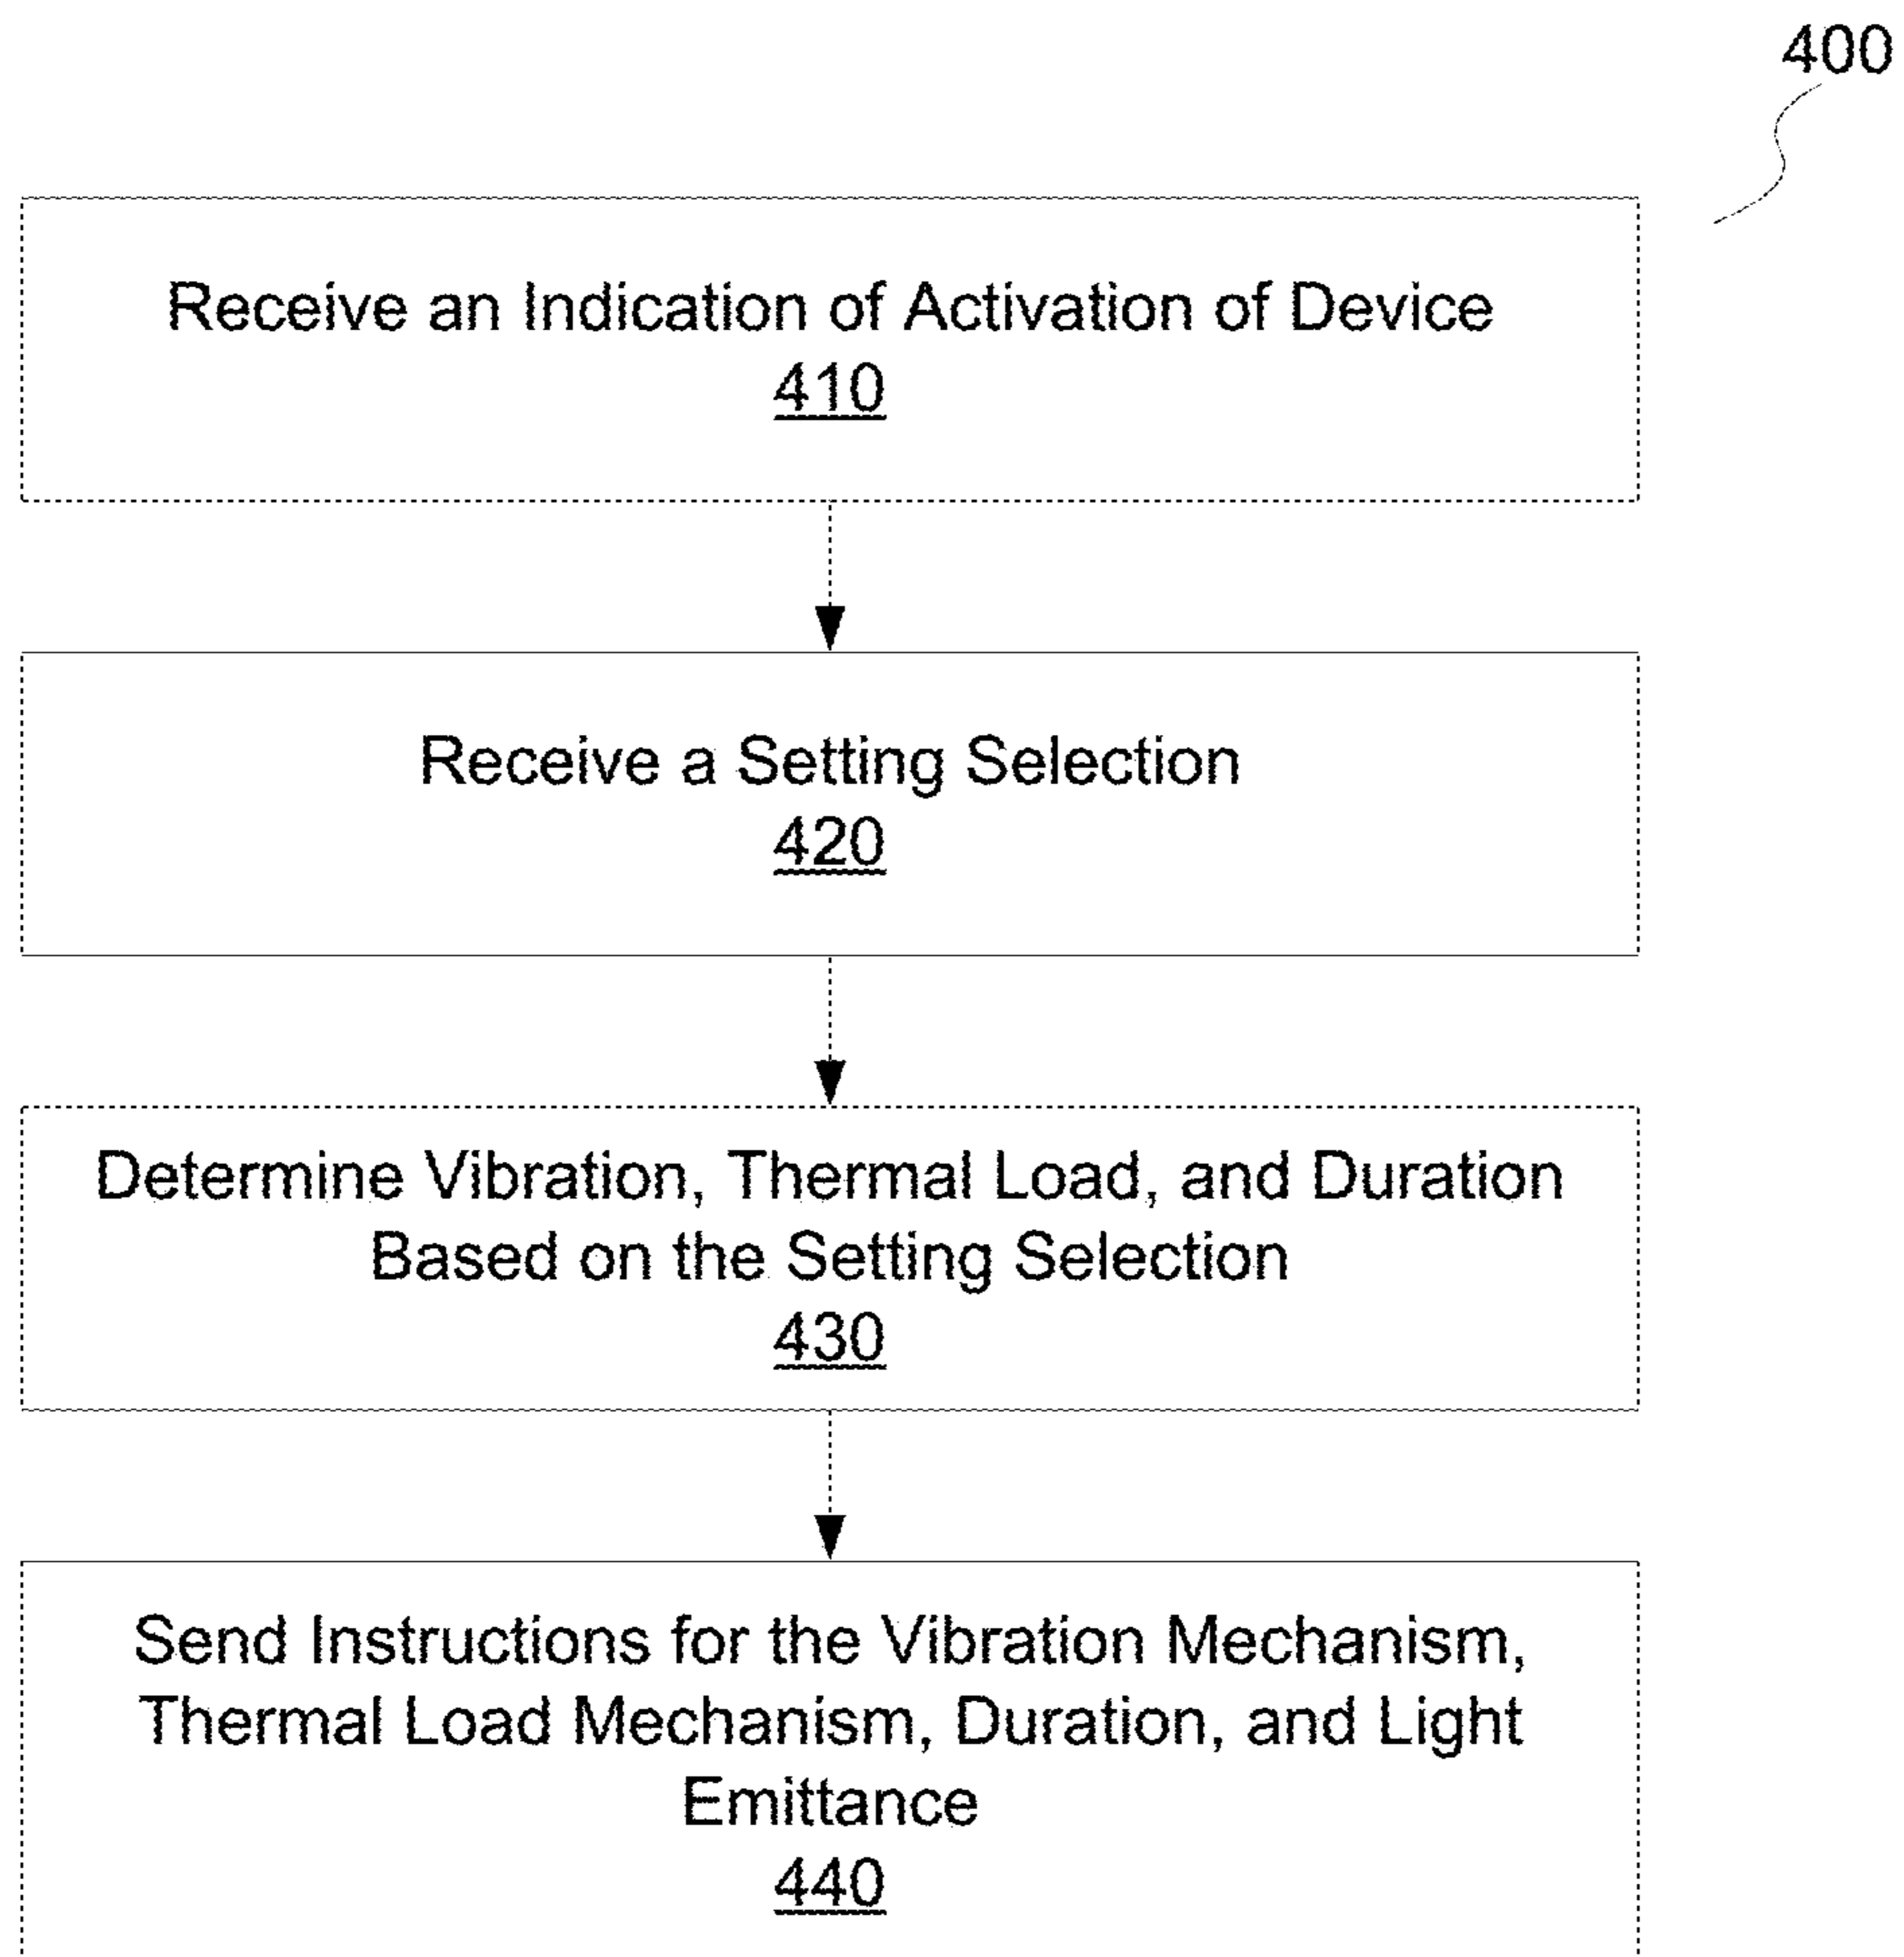 400
Receive an Indication of Activation of Device
410
Receive a Setting Selection
420
Determine Vibration, Thermal Load, and Duration
Based on the Setting Selection
430
Send Instructions for the Vibration Mechanism,
Thermal Load Mechanism, Duration, and Light
Emittance
440